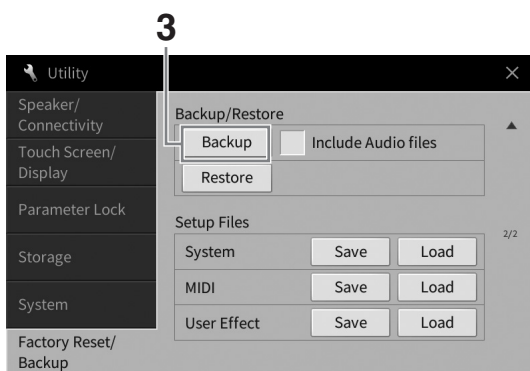 3
Utility
Speaker/
Connectivity
Touch Screen/
Display
Parameter Lock
Storage
System
Factory Reset/
Backup
Backup/Restore
Backup Include Audio files
Restore
Setup Files
System Save Load
MIDI Save Load
User Effect Save Load
2/2